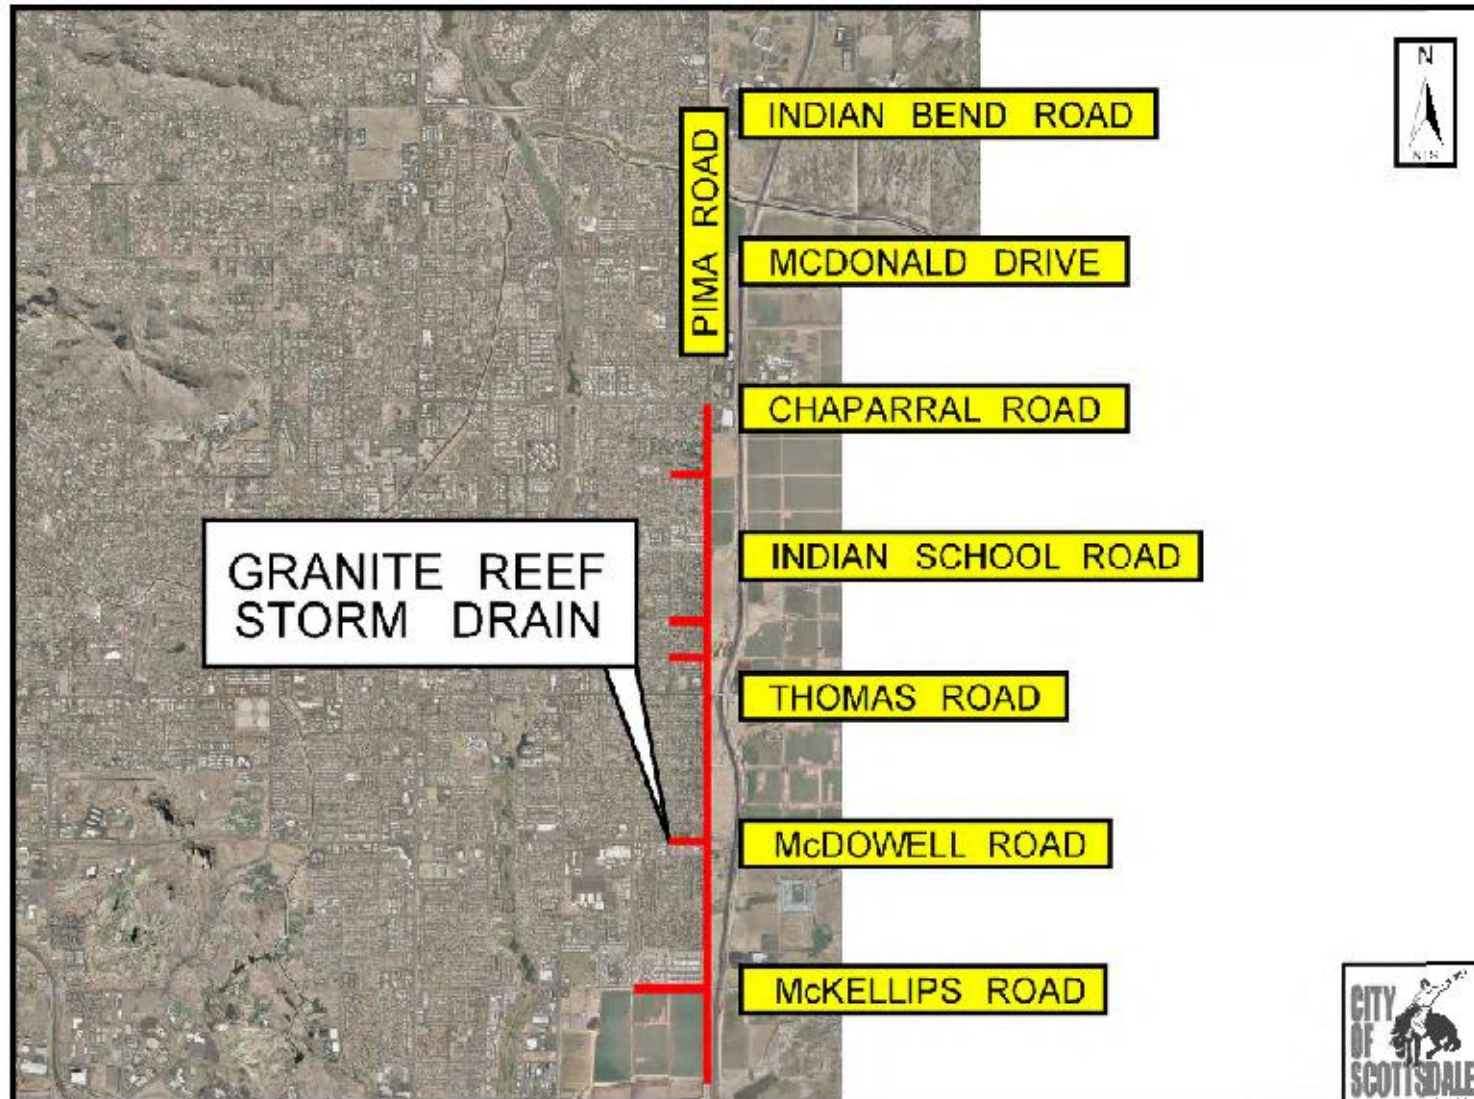 N
NTS
INDIAN BEND ROAD
PIMA ROAD
MCDONALD DRIVE
CHAPARRAL ROAD
INDIAN SCHOOL ROAD
GRANITE REEF
STORM DRAIN
THOMAS ROAD
McDOWELL ROAD
McKELLIPS ROAD
CITY
OF
SCOTTSDALE